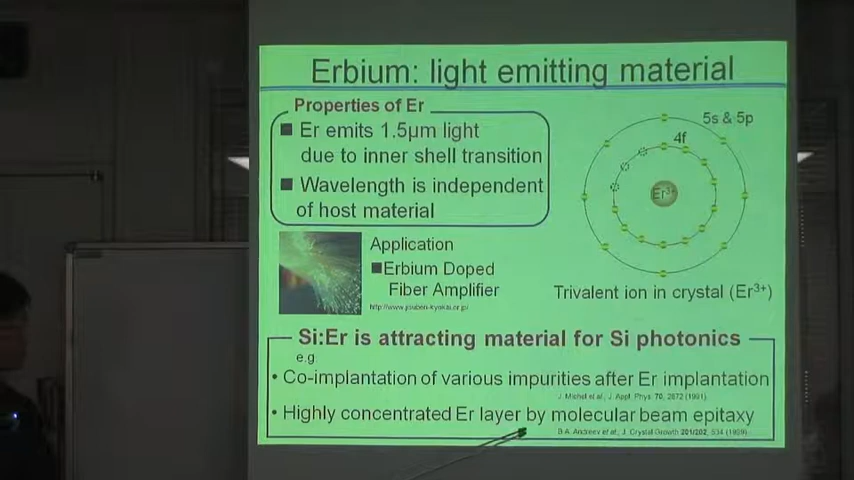 Erbium: light emitting material
Properties of Er
■ Er emits 1.5μm light
due to inner shell transition
■ Wavelength is independent
of host material
5s & 5p
4f
Er³⁺
Application
■Erbium Doped
Fiber Amplifier
Trivalent ion in crystal (Er³⁺)
Si:Er is attracting material for Si photonics
e.g.
• Co-implantation of various impurities after Er implantation
J. Michel et al., J. Appl. Phys. 70, 2672 (1991).
• Highly concentrated Er layer by molecular beam epitaxy
B.A. Andreev et al., J. Crystal Growth 201/202, 534 (1999).